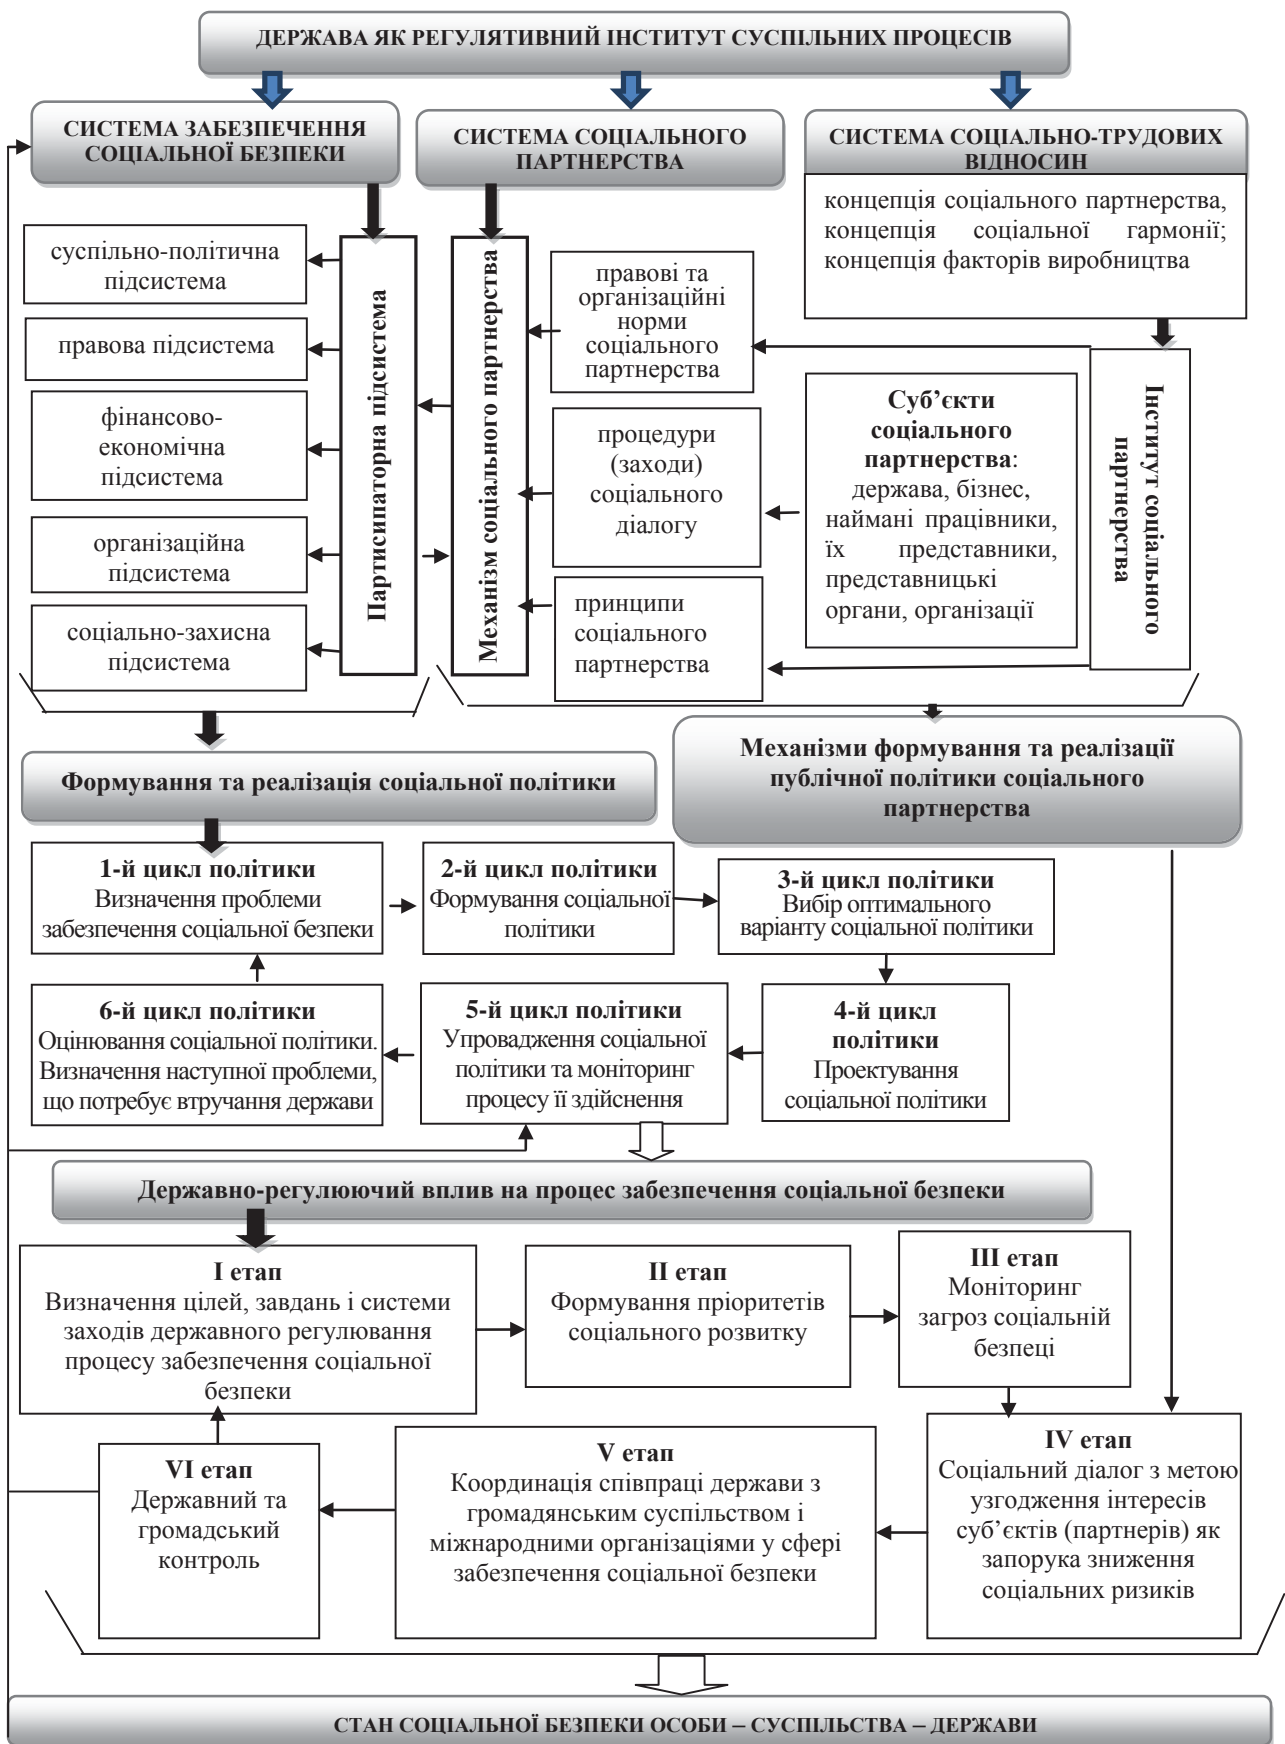 ДЕРЖАВА ЯК РЕГУЛЯТИВНИЙ ІНСТИТУТ СУСПІЛЬНИХ ПРОЦЕСІВ
СИСТЕМА ЗАБЕЗПЕЧЕННЯ
СОЦІАЛЬНОЇ БЕЗПЕКИ
СИСТЕМА СОЦІАЛЬНОГО
ПАРТНЕРСТВА
СИСТЕМА СОЦІАЛЬНО-ТРУДОВИХ
ВІДНОСИН
концепція соціального партнерства,
концепція соціальної гармонії;
концепція факторів виробництва
суспільно-політична
підсистема
правова підсистема
фінансово-
економічна
підсистема
організаційна
підсистема
соціально-захисна
підсистема
Партисипаторна підсистема
Механізм соціального партнерства
правові та
організаційні
норми
соціального
партнерства
процедури
(заходи)
соціального
діалогу
принципи
соціального
партнерства
Суб’єкти
соціального
партнерства:
держава, бізнес,
наймані працівники,
їх представники,
представницькі
органи, організації
Інститут соціального
партнерства
Формування та реалізація соціальної політики
Механізми формування та реалізації
публічної політики соціального
партнерства
1-й цикл політики
Визначення проблеми
забезпечення соціальної безпеки
2-й цикл політики
Формування соціальної
політики
3-й цикл політики
Вибір оптимального
варіанту соціальної політики
6-й цикл політики
Оцінювання соціальної політики.
Визначення наступної проблеми,
що потребує втручання держави
5-й цикл політики
Упровадження соціальної
політики та моніторинг
процесу її здійснення
4-й цикл
політики
Проектування
соціальної політики
Державно-регулюючий вплив на процес забезпечення соціальної безпеки
I етап
Визначення цілей, завдань і системи
заходів державного регулювання
процесу забезпечення соціальної
безпеки
II етап
Формування пріоритетів
соціального розвитку
III етап
Моніторинг
загроз соціальній
безпеці
VI етап
Державний та
громадський
контроль
V етап
Координація співпраці держави з
громадянським суспільством і
міжнародними організаціями у сфері
забезпечення соціальної безпеки
IV етап
Соціальний діалог з метою
узгодження інтересів
суб’єктів (партнерів) як
запорука зниження
соціальних ризиків
СТАН СОЦІАЛЬНОЇ БЕЗПЕКИ ОСОБИ – СУСПІЛЬСТВА – ДЕРЖАВИ